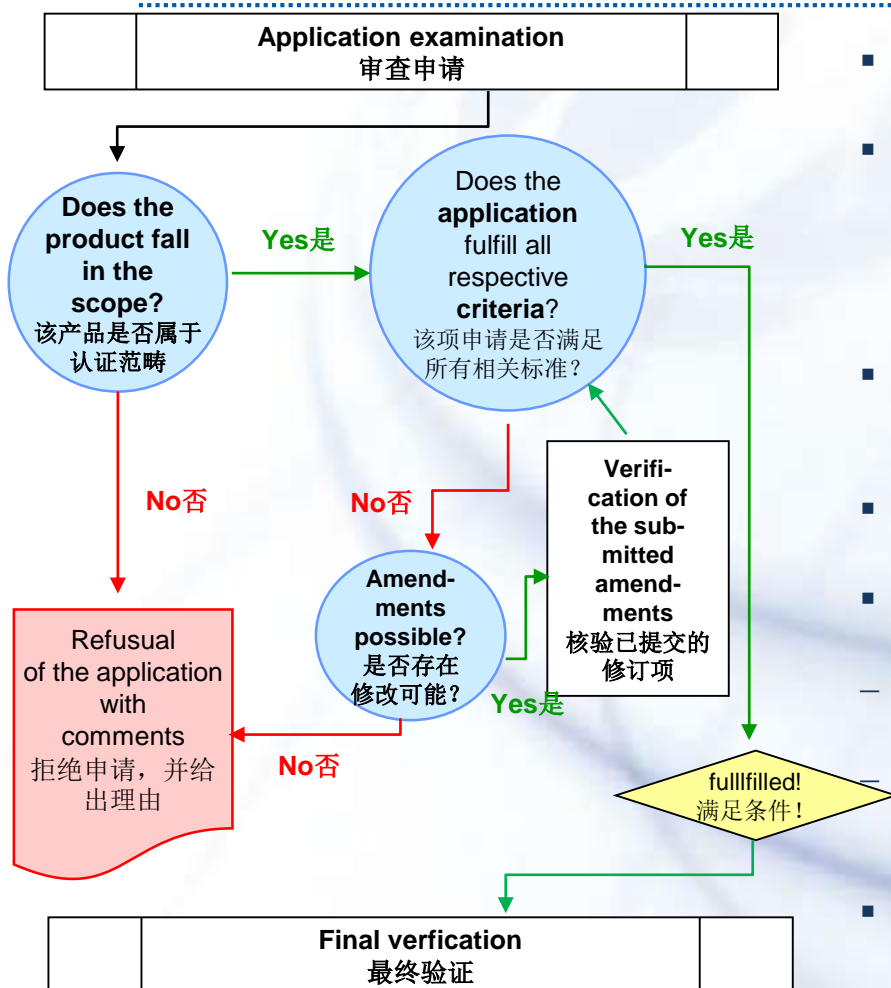 Application examination
审查申请
Does the
product fall
in the
scope?
该产品是否属于
认证范畴
Yes是
Does the
application
fulfill all
respective
criteria?
该项申请是否满足
所有相关标准？
Yes是
No否
No否
Verifi-
cation of
the sub-
mitted
amend-
ments
核验已提交的
修订项
Amend-
ments
possible?
是否存在
修改可能？
Yes是
No否
Refusual
of the application
with
comments
拒绝申请，并给
出理由
fulllfilled!
满足条件！
Final verfication
最终验证